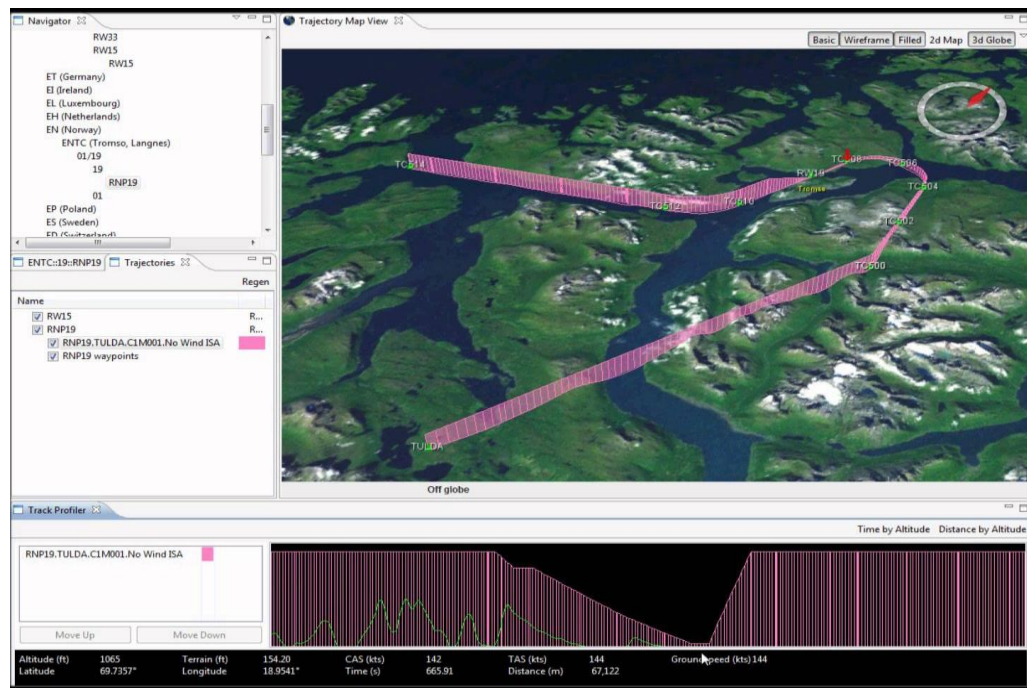 Navigator
RW33
RW15
RW15
ET (Germany)
EI (Ireland)
EL (Luxembourg)
EH (Netherlands)
EN (Norway)
ENTC (Tromso, Langnes)
01/19
19
RNP19
01
EP (Poland)
ES (Sweden)
ED (Switzerland)
ENTC::19::RNP19 Trajectories
Regen
Name
RW15 R...
RNP19 R...
RNP19.TULDA.C1M001.No Wind ISA
RNP19 waypoints
Trajectory Map View
Basic Wireframe Filled 2d Map 3d Globe
TC514
TC508
TC506
RW19
TC504
Tromso
TC512
TC510
TC502
TC500
TULDA
Off globe
Track Profiler
Time by Altitude Distance by Altitude
RNP19.TULDA.C1M001.No Wind ISA
Move Up Move Down
Altitude (ft) 1065 Terrain (ft) 154.20 CAS (kts) 142 TAS (kts) 144 Groundspeed (kts) 144
Latitude 69.7357° Longitude 18.9541° Time (s) 665.91 Distance (m) 67,122